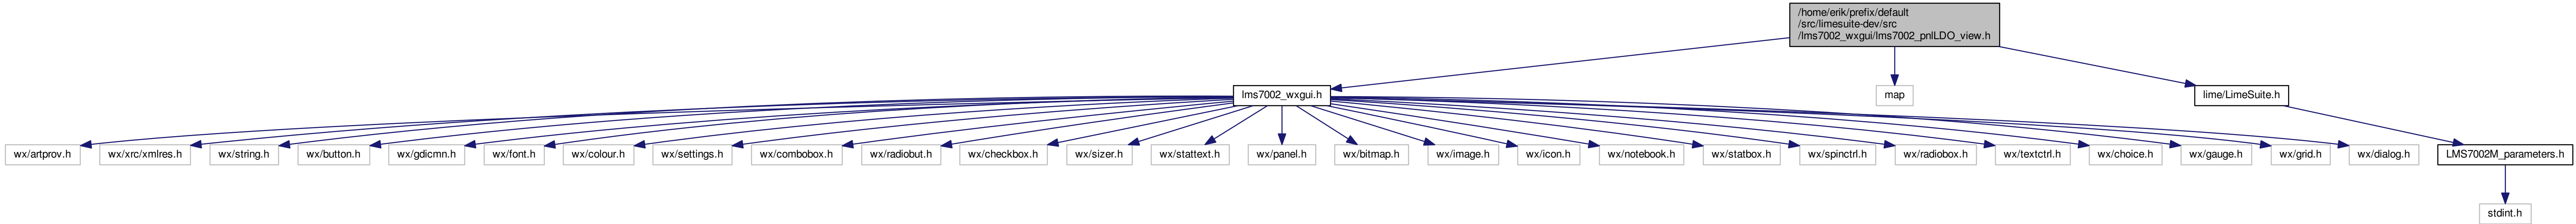 /home/erik/prefix/default
/src/limesuite-dev/src
/lms7002_wxgui/lms7002_pnlLDO_view.h
lms7002_wxgui.h
map
lime/LimeSuite.h
wx/artprov.h
wx/xrc/xmlres.h
wx/string.h
wx/button.h
wx/gdicmn.h
wx/font.h
wx/colour.h
wx/settings.h
wx/combobox.h
wx/radiobut.h
wx/checkbox.h
wx/sizer.h
wx/stattext.h
wx/panel.h
wx/bitmap.h
wx/image.h
wx/icon.h
wx/notebook.h
wx/statbox.h
wx/spinctrl.h
wx/radiobox.h
wx/textctrl.h
wx/choice.h
wx/gauge.h
wx/grid.h
wx/dialog.h
LMS7002M_parameters.h
stdint.h